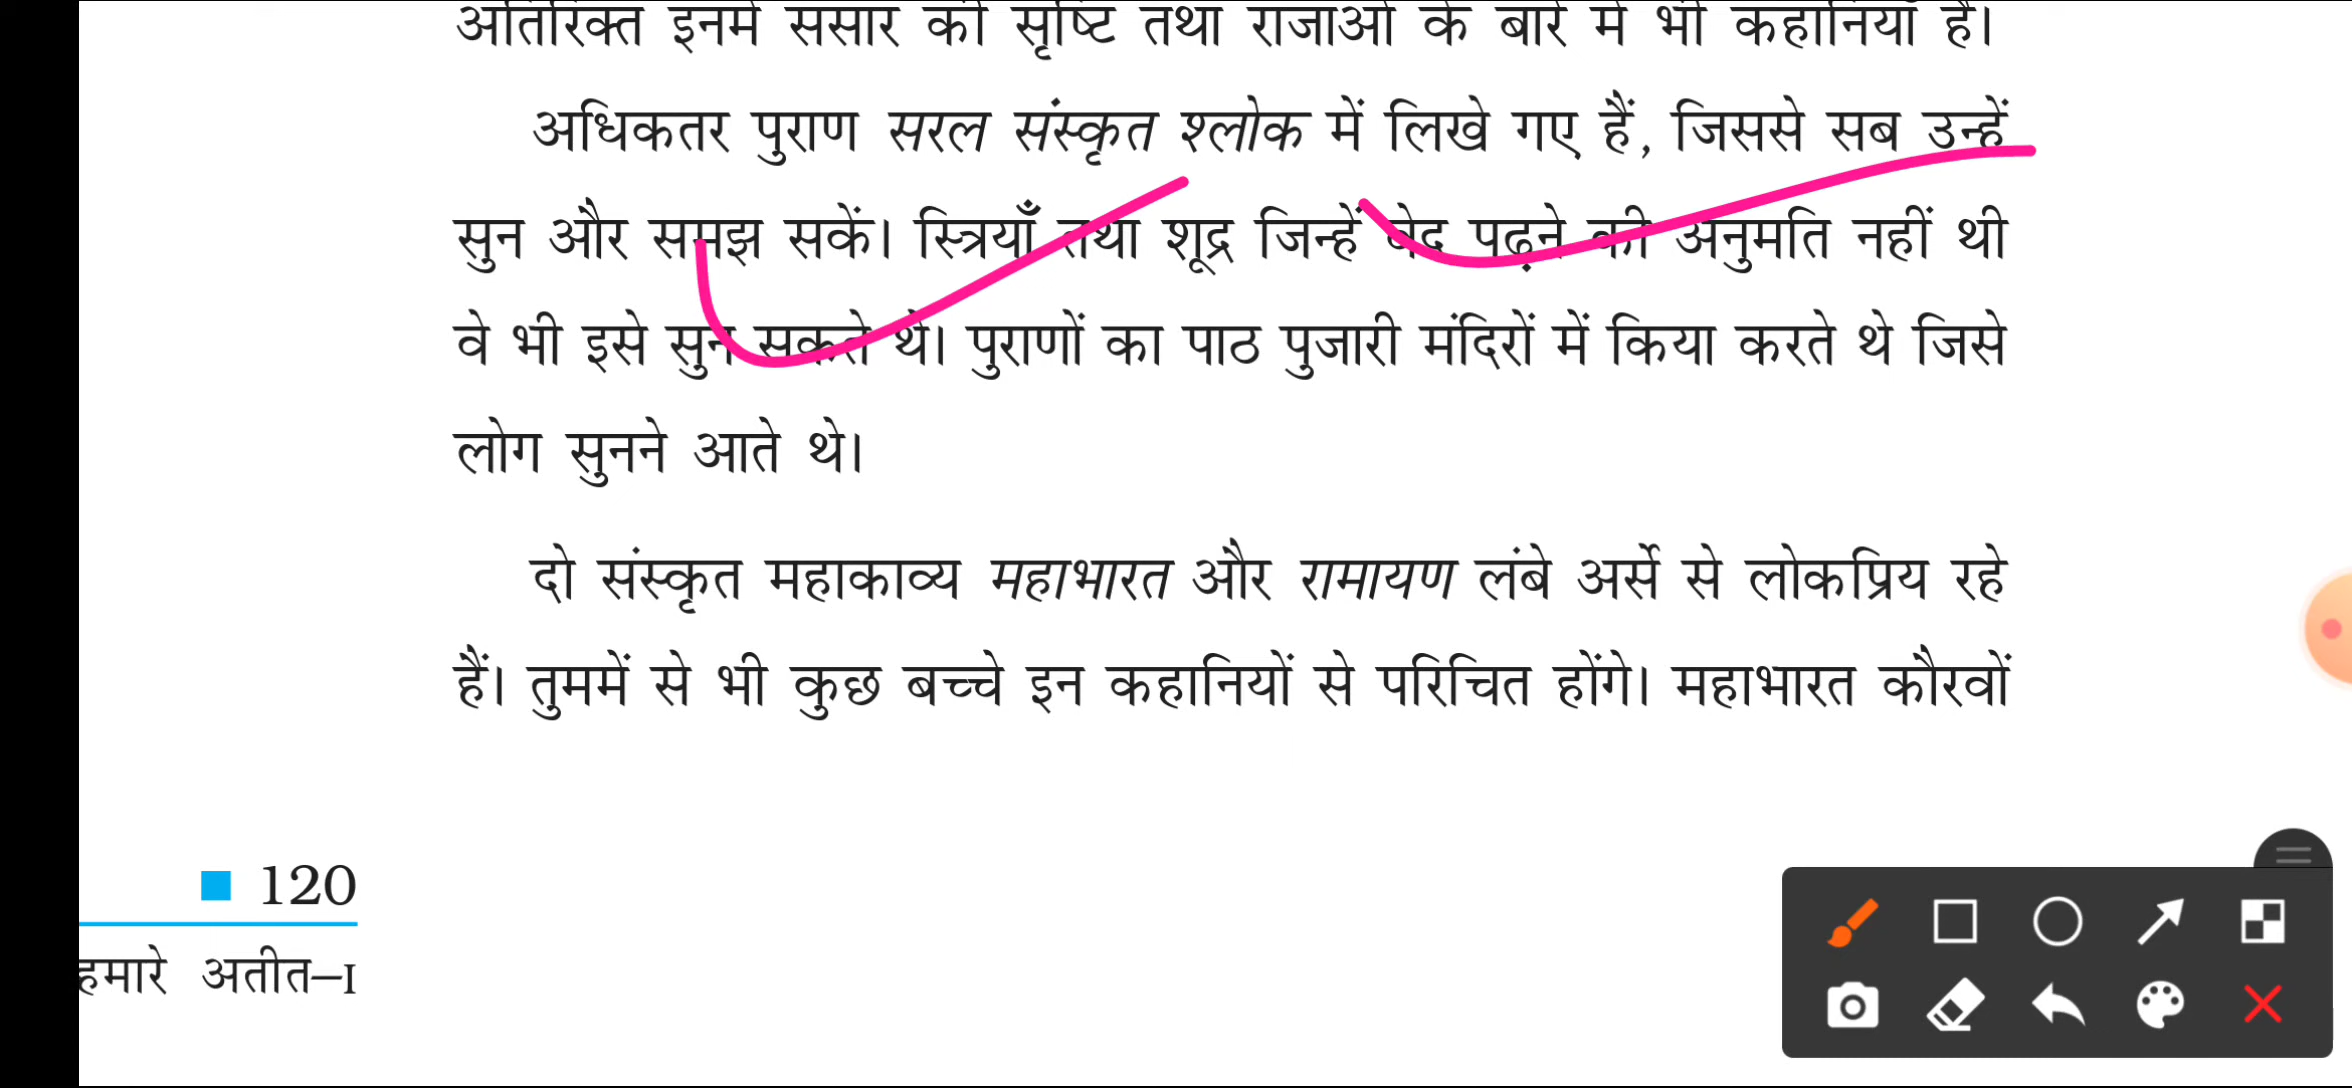 अतिरिक्त इनमें संसार की सृष्टि तथा राजाओं के बारे में भी कहानियाँ हैं।
अधिकतर पुराण सरल संस्कृत श्लोक में लिखे गए हैं, जिससे सब उन्हें
सुन और समझ सकें। स्त्रियाँ तथा शूद्र जिन्हें वेद पढ़ने की अनुमति नहीं थी
वे भी इसे सुन सकते थे। पुराणों का पाठ पुजारी मंदिरों में किया करते थे जिसे
लोग सुनने आते थे।
दो संस्कृत महाकाव्य महाभारत और रामायण लंबे अर्से से लोकप्रिय रहे
हैं। तुममें से भी कुछ बच्चे इन कहानियों से परिचित होंगे। महाभारत कौरवों
120
हमारे अतीत–I